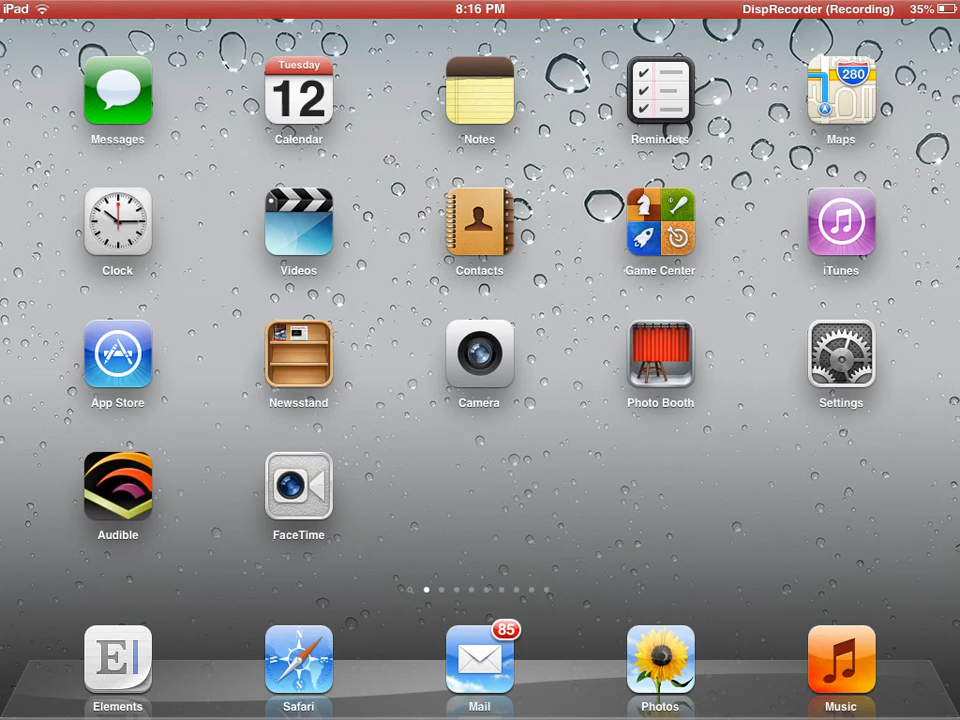 iPad 8:16 PM DispRecorder (Recording) 35%
Tuesday
12
280
Messages Calendar Notes Reminders Maps
Clock Videos Contacts Game Center iTunes
App Store Newsstand Camera Photo Booth Settings
Audible FaceTime
85
E
Elements Safari Mail Photos Music